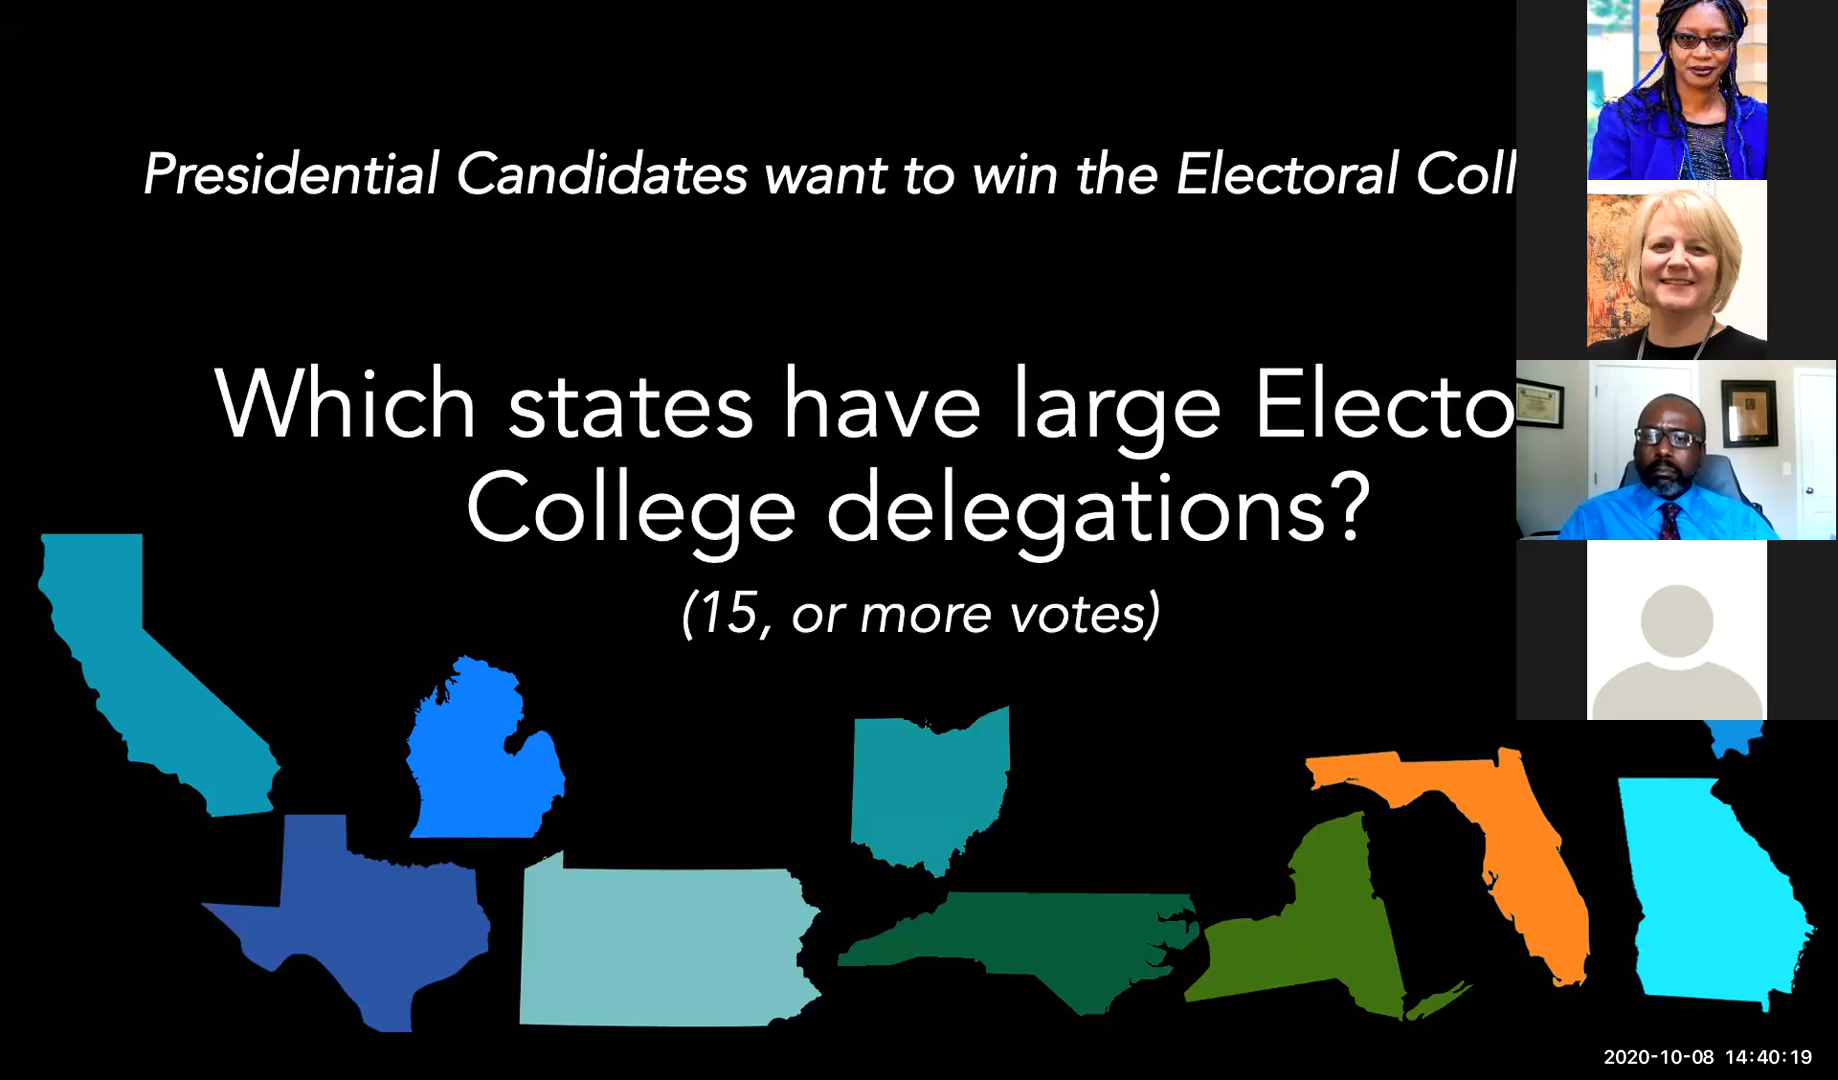 Presidential Candidates want to win the Electoral Coll
Which states have large Electo
College delegations?
(15, or more votes)
2020-10-08 14:40:19